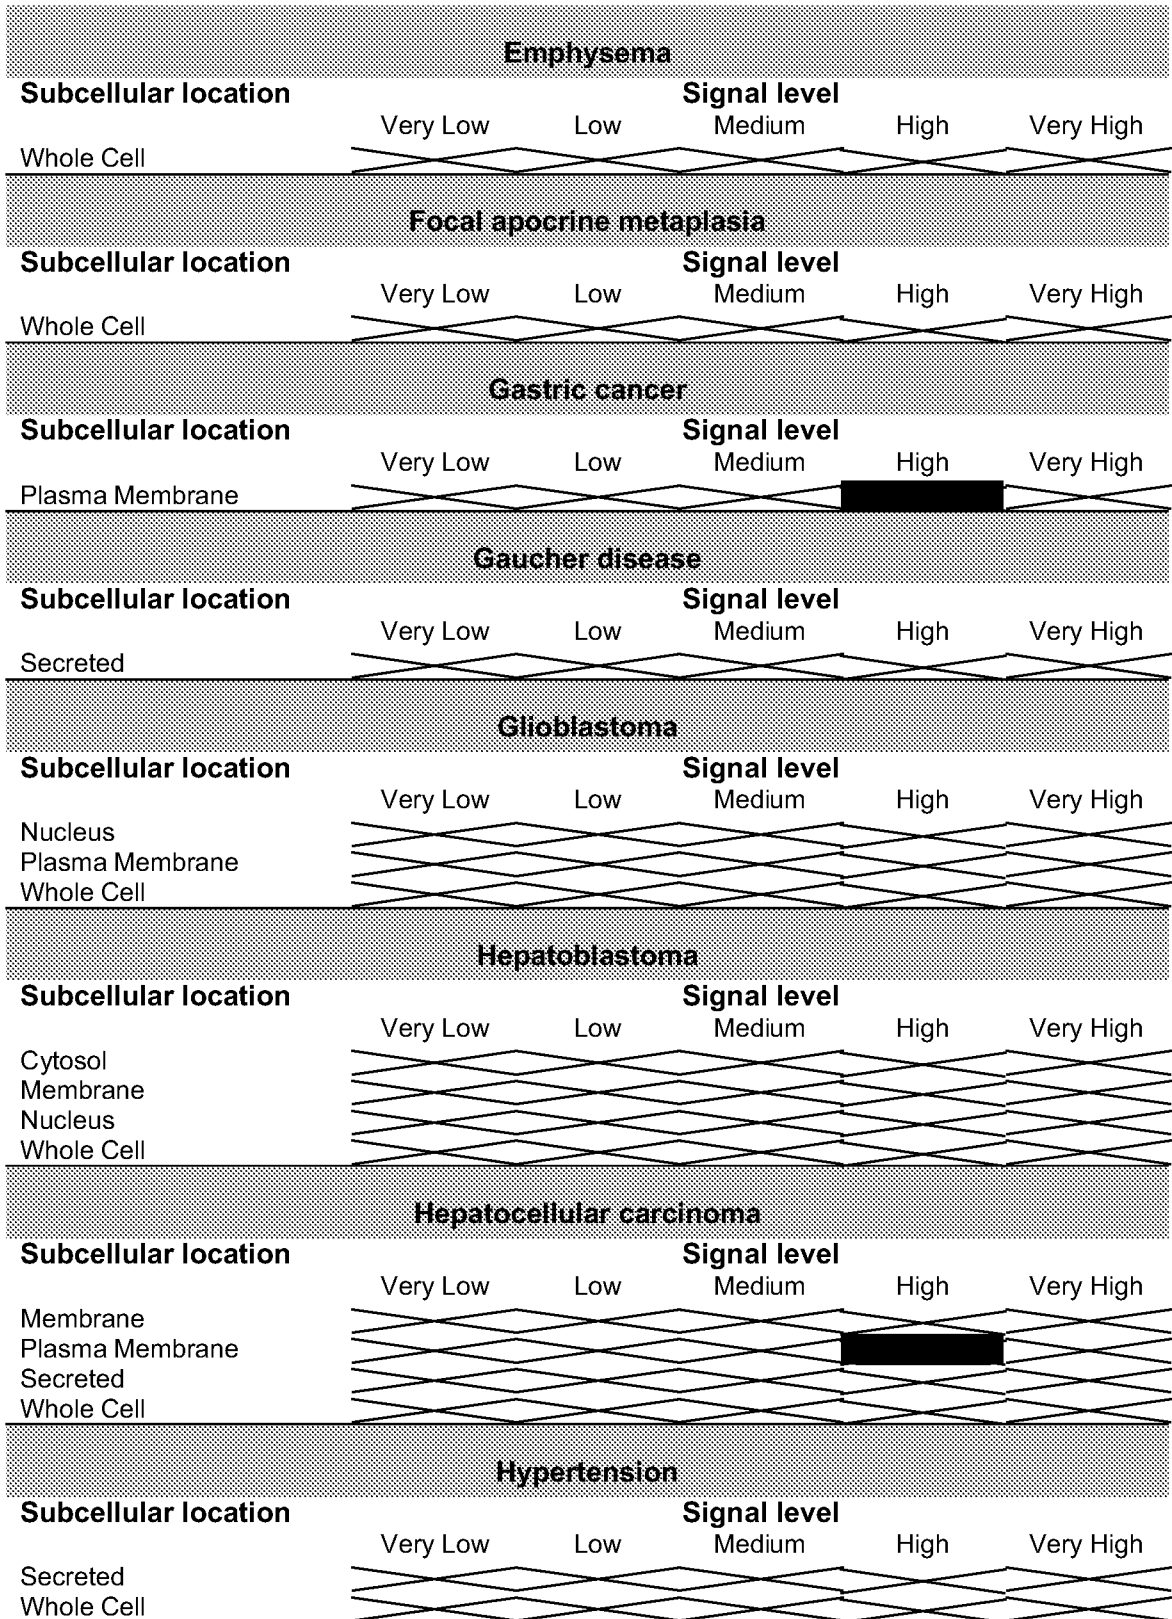 Emphysema
Subcellular location Signal level
Very Low Low Medium High Very High
Whole Cell
Focal apocrine metaplasia
Subcellular location Signal level
Very Low Low Medium High Very High
Whole Cell
Gastric cancer
Subcellular location Signal level
Very Low Low Medium High Very High
Plasma Membrane
Gaucher disease
Subcellular location Signal level
Very Low Low Medium High Very High
Secreted
Glioblastoma
Subcellular location Signal level
Very Low Low Medium High Very High
Nucleus
Plasma Membrane
Whole Cell
Hepatoblastoma
Subcellular location Signal level
Very Low Low Medium High Very High
Cytosol
Membrane
Nucleus
Whole Cell
Hepatocellular carcinoma
Subcellular location Signal level
Very Low Low Medium High Very High
Membrane
Plasma Membrane
Secreted
Whole Cell
Hypertension
Subcellular location Signal level
Very Low Low Medium High Very High
Secreted
Whole Cell